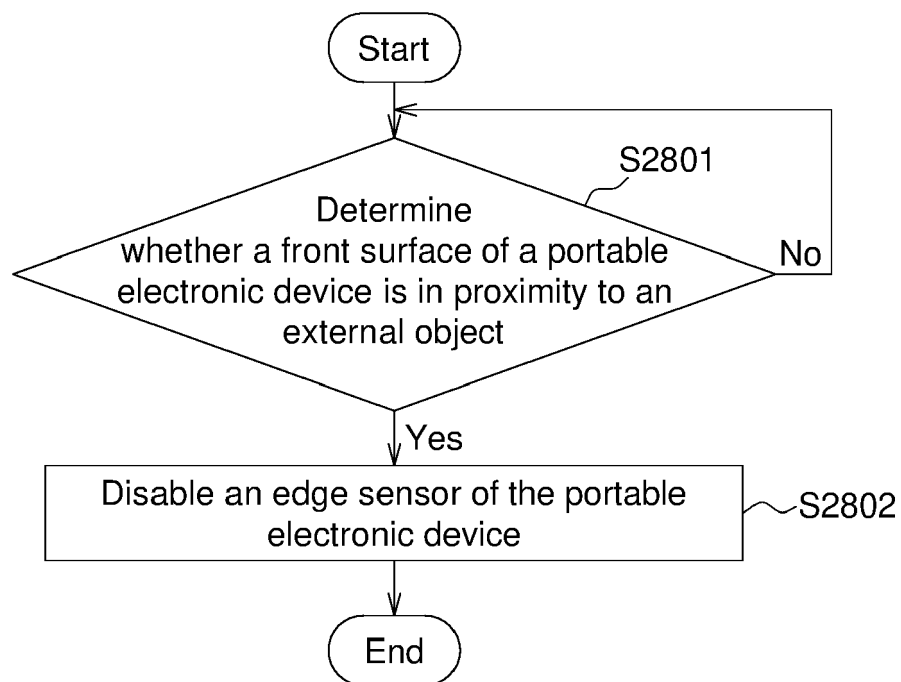 Start
S2801
Determine
whether a front surface of a portable
electronic device is in proximity to an
external object
No
Yes
Disable an edge sensor of the portable
electronic device
S2802
End